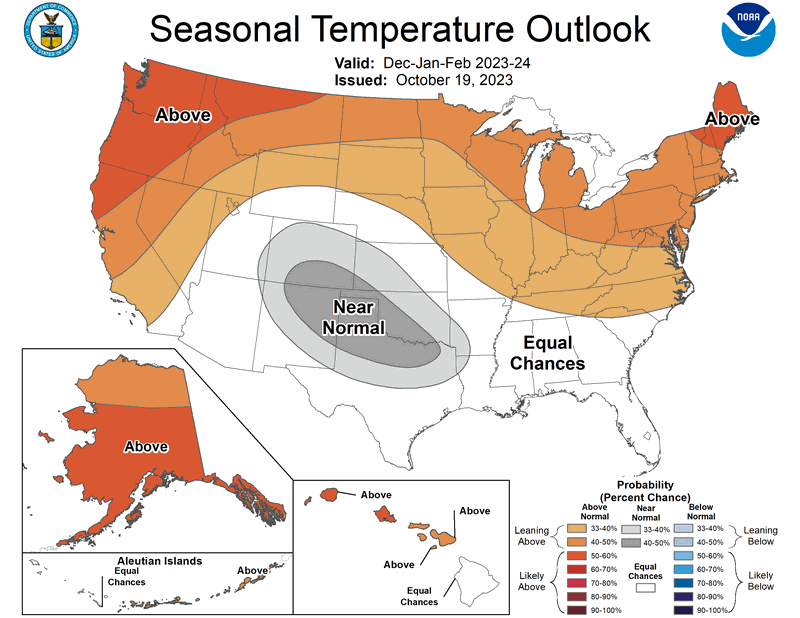 DEPARTMENT OF COMMERCE
UNITED STATES OF AMERICA
Seasonal Temperature Outlook
NOAA
Valid: Dec-Jan-Feb 2023-24
Issued: October 19, 2023
Above
Above
Near
Normal
Equal
Chances
Above
Aleutian Islands
Equal
Chances
Above
Above
Above
Above
Equal
Chances
Probability
(Percent Chance)
Above
Normal
Near
Normal
Below
Normal
Leaning
Above
33-40%
40-50%
33-40%
40-50%
33-40%
40-50%
Leaning
Below
Likely
Above
50-60%
60-70%
70-80%
80-90%
90-100%
Equal
Chances
50-60%
60-70%
70-80%
80-90%
90-100%
Likely
Below